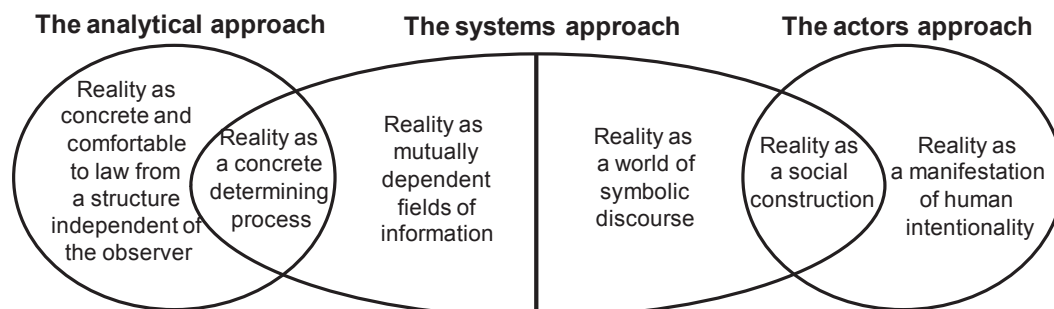 The analytical approach
The systems approach
The actors approach
Reality as
concrete and
comfortable
to law from
a structure
independent of
the observer
Reality as
a concrete
determining
process
Reality as
mutually
dependent
fields of
information
Reality as
a world of
symbolic
discourse
Reality as
a social
construction
Reality as
a manifestation
of human
intentionality